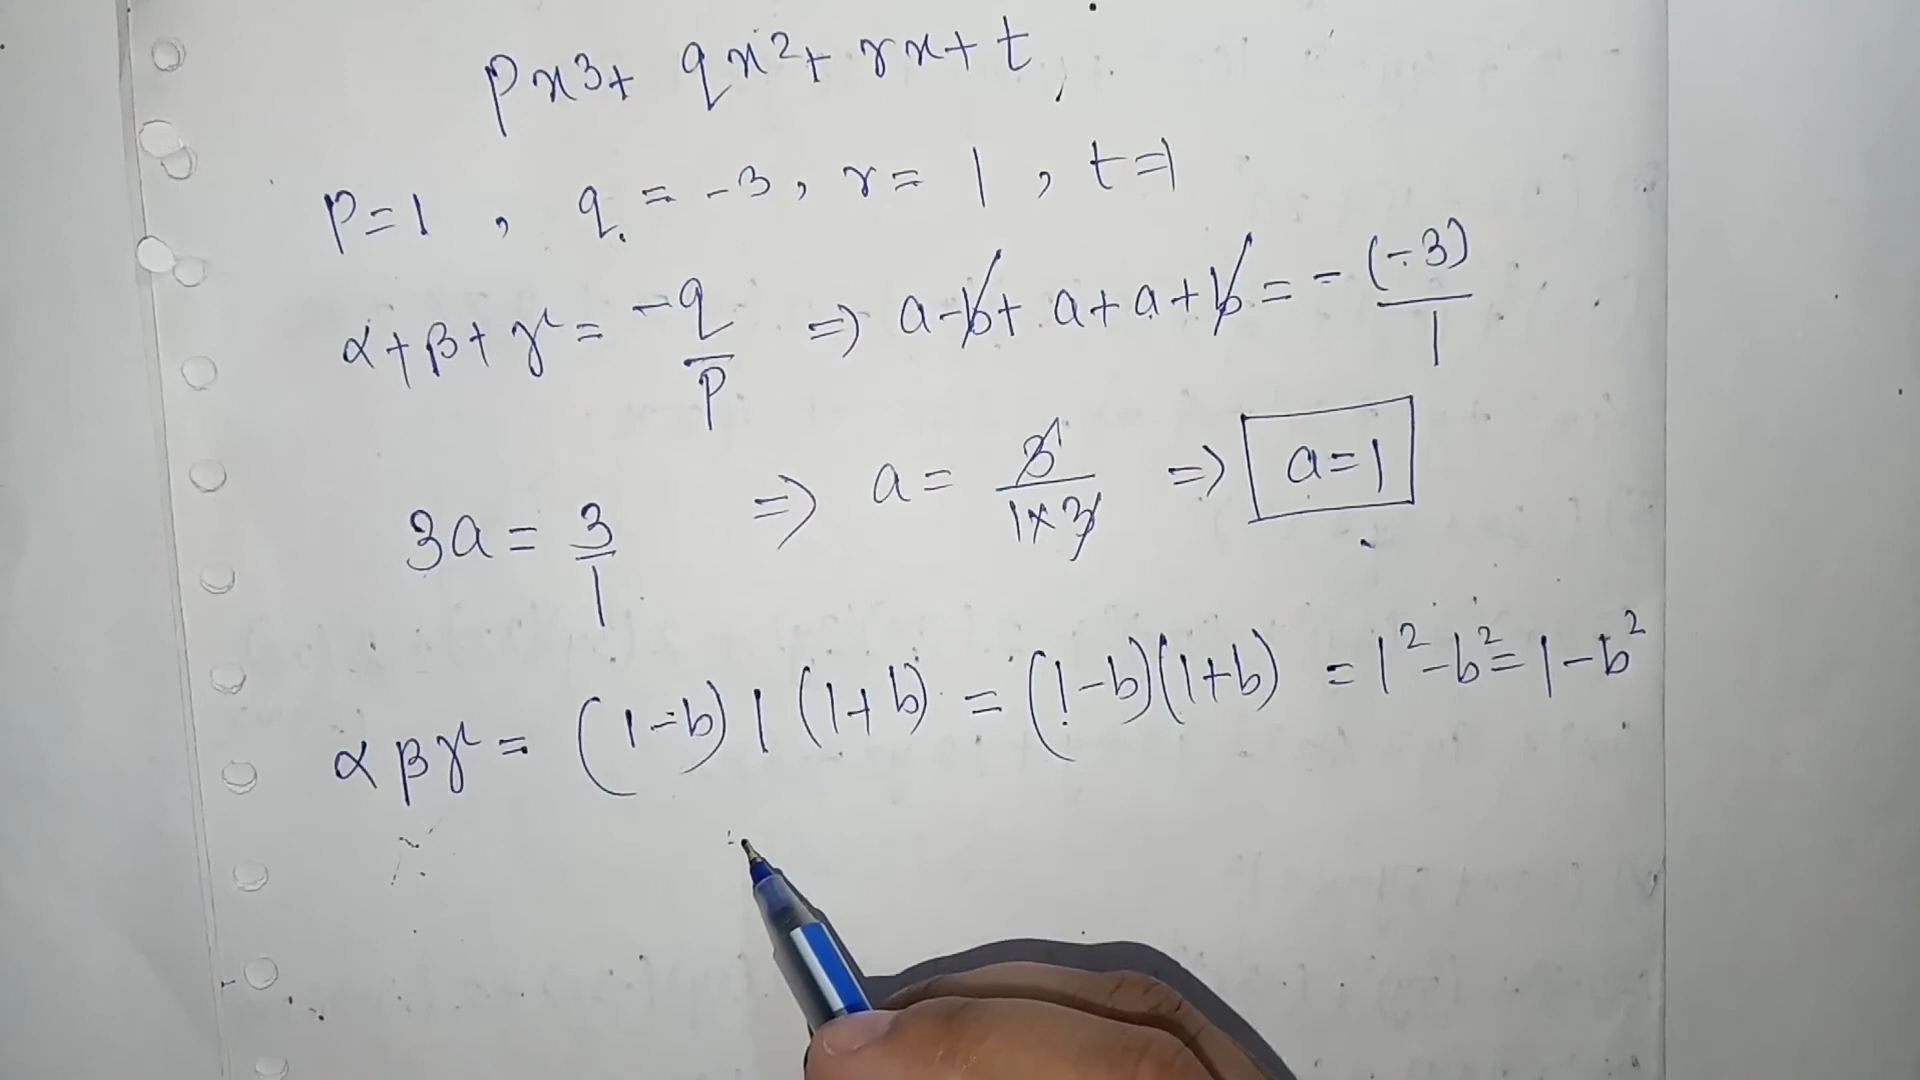 px3+ qx2+ rx+ t,
P=1, q = -3, r= 1, t=1
α+β+γ = -q/p => a-b+ a+a+b = - (-3)/1
3a = 3/1 => a = 3/1×3 => a=1
αβγ = (1-b) 1 (1+b) = (1-b)(1+b) = 1²-b² = 1-b²